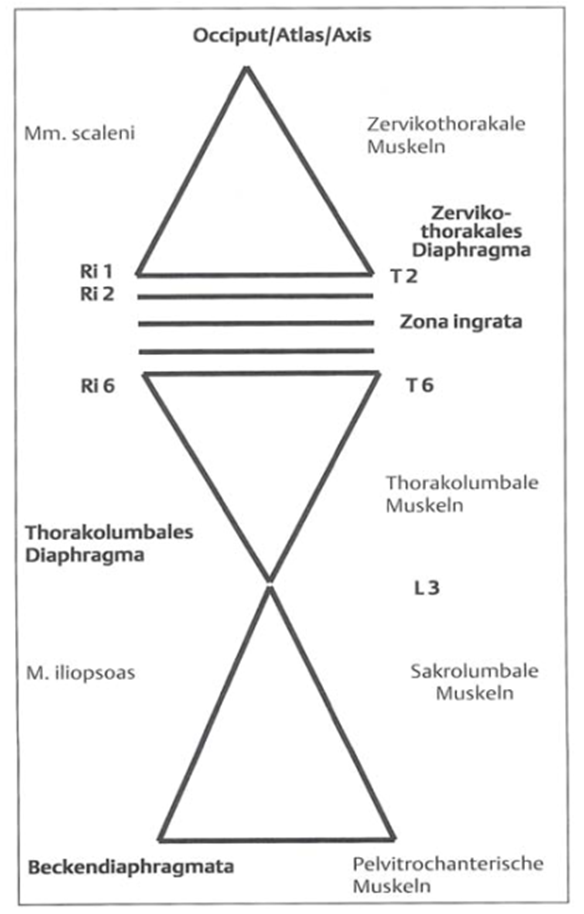 Occiput/Atlas/Axis
Mm. scaleni
Zervikothorakale
Muskeln
Zerviko-
thorakales
Diaphragma
Ri 1
T 2
Ri 2
Zona ingrata
Ri 6
T 6
Thorakolumbale
Muskeln
Thorakolumbales
Diaphragma
L 3
M. iliopsoas
Sakrolumbale
Muskeln
Beckendiaphragmata
Pelvitrochanterische
Muskeln